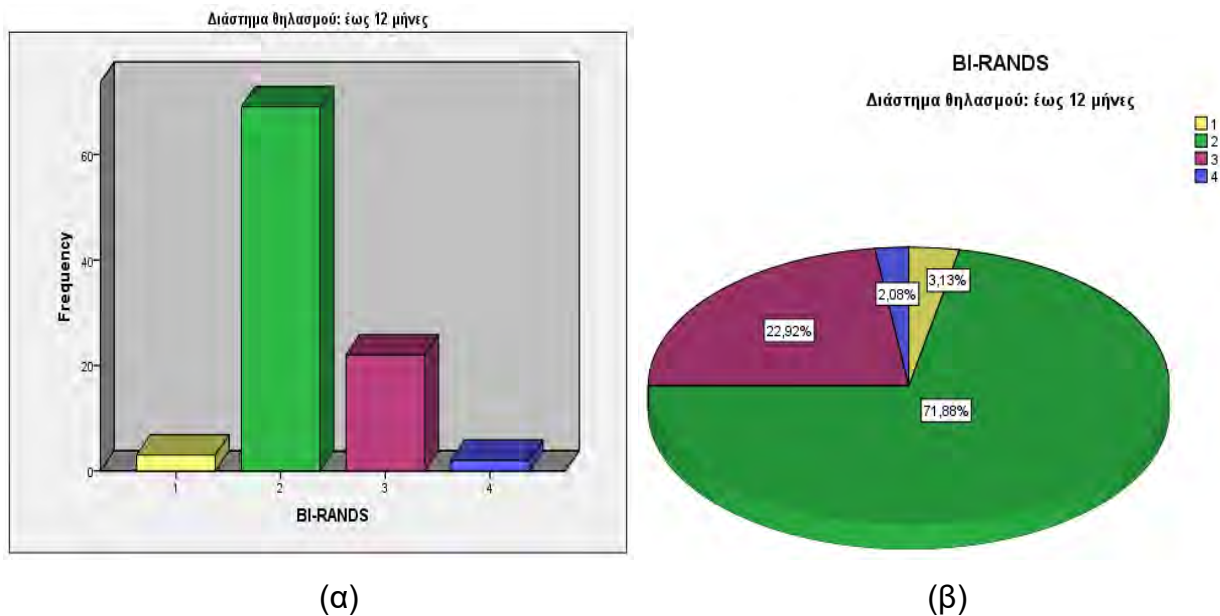 Διάστημα θηλασμού: έως 12 μήνες
60
40
20
0
Frequency
1 2 3 4
BI-RANDS
(α)
BI-RANDS
Διάστημα θηλασμού: έως 12 μήνες
1
2
3
4
3,13%
2,08%
22,92%
71,88%
(β)